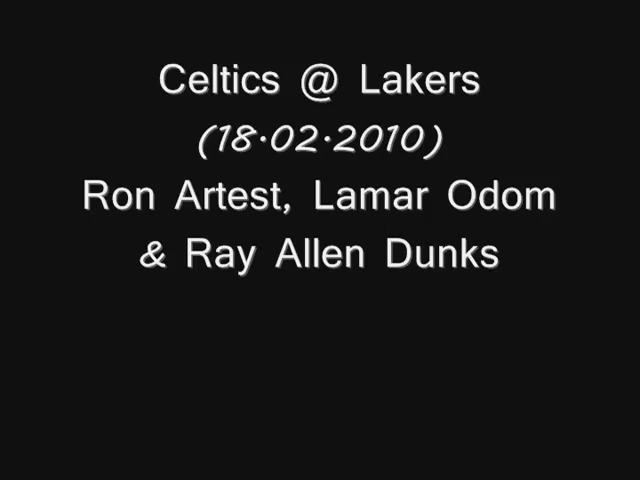 Celtics @ Lakers
(18.02.2010)
Ron Artest, Lamar Odom
& Ray Allen Dunks